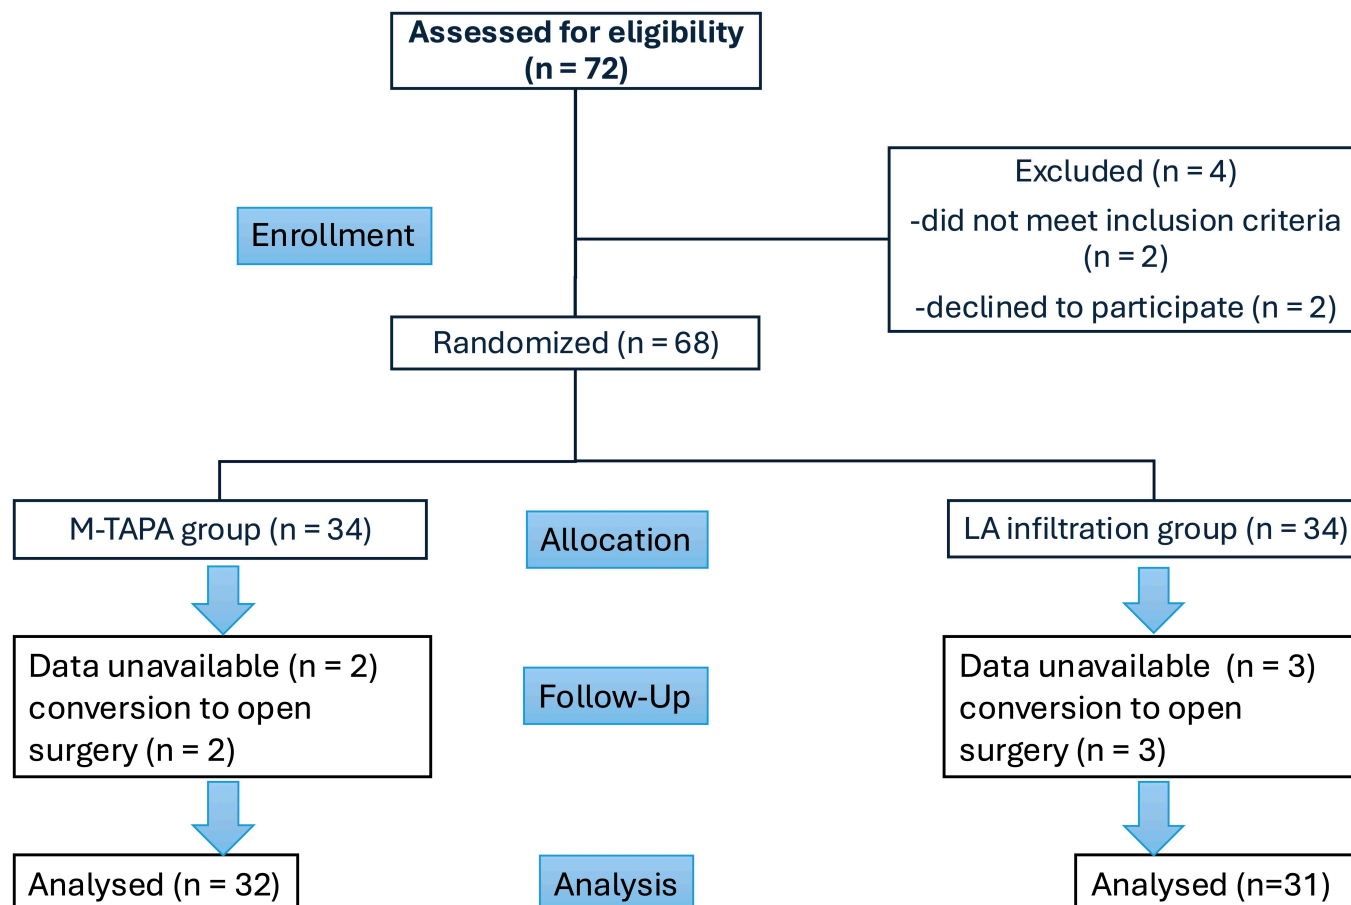 Assessed for eligibility
(n = 72)
Excluded (n = 4)
-did not meet inclusion criteria
(n = 2)
-declined to participate (n = 2)
Enrollment
Randomized (n = 68)
M-TAPA group (n = 34)
Allocation
LA infiltration group (n = 34)
Data unavailable (n = 2)
conversion to open
surgery (n = 2)
Follow-Up
Data unavailable (n = 3)
conversion to open
surgery (n = 3)
Analysed (n = 32)
Analysis
Analysed (n=31)